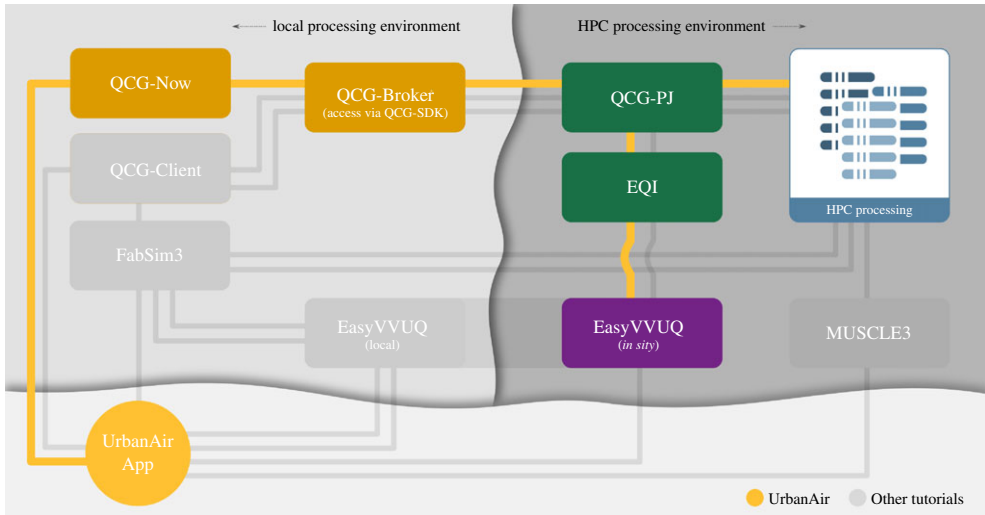 local processing environment
HPC processing environment
QCG-Now
QCG-Broker
(access via QCG-SDK)
QCG-PJ
QCG-Client
EQI
HPC processing
FabSim3
EasyVVUQ
(local)
EasyVVUQ
(in sity)
MUSCLE3
UrbanAir
App
UrbanAir
Other tutorials